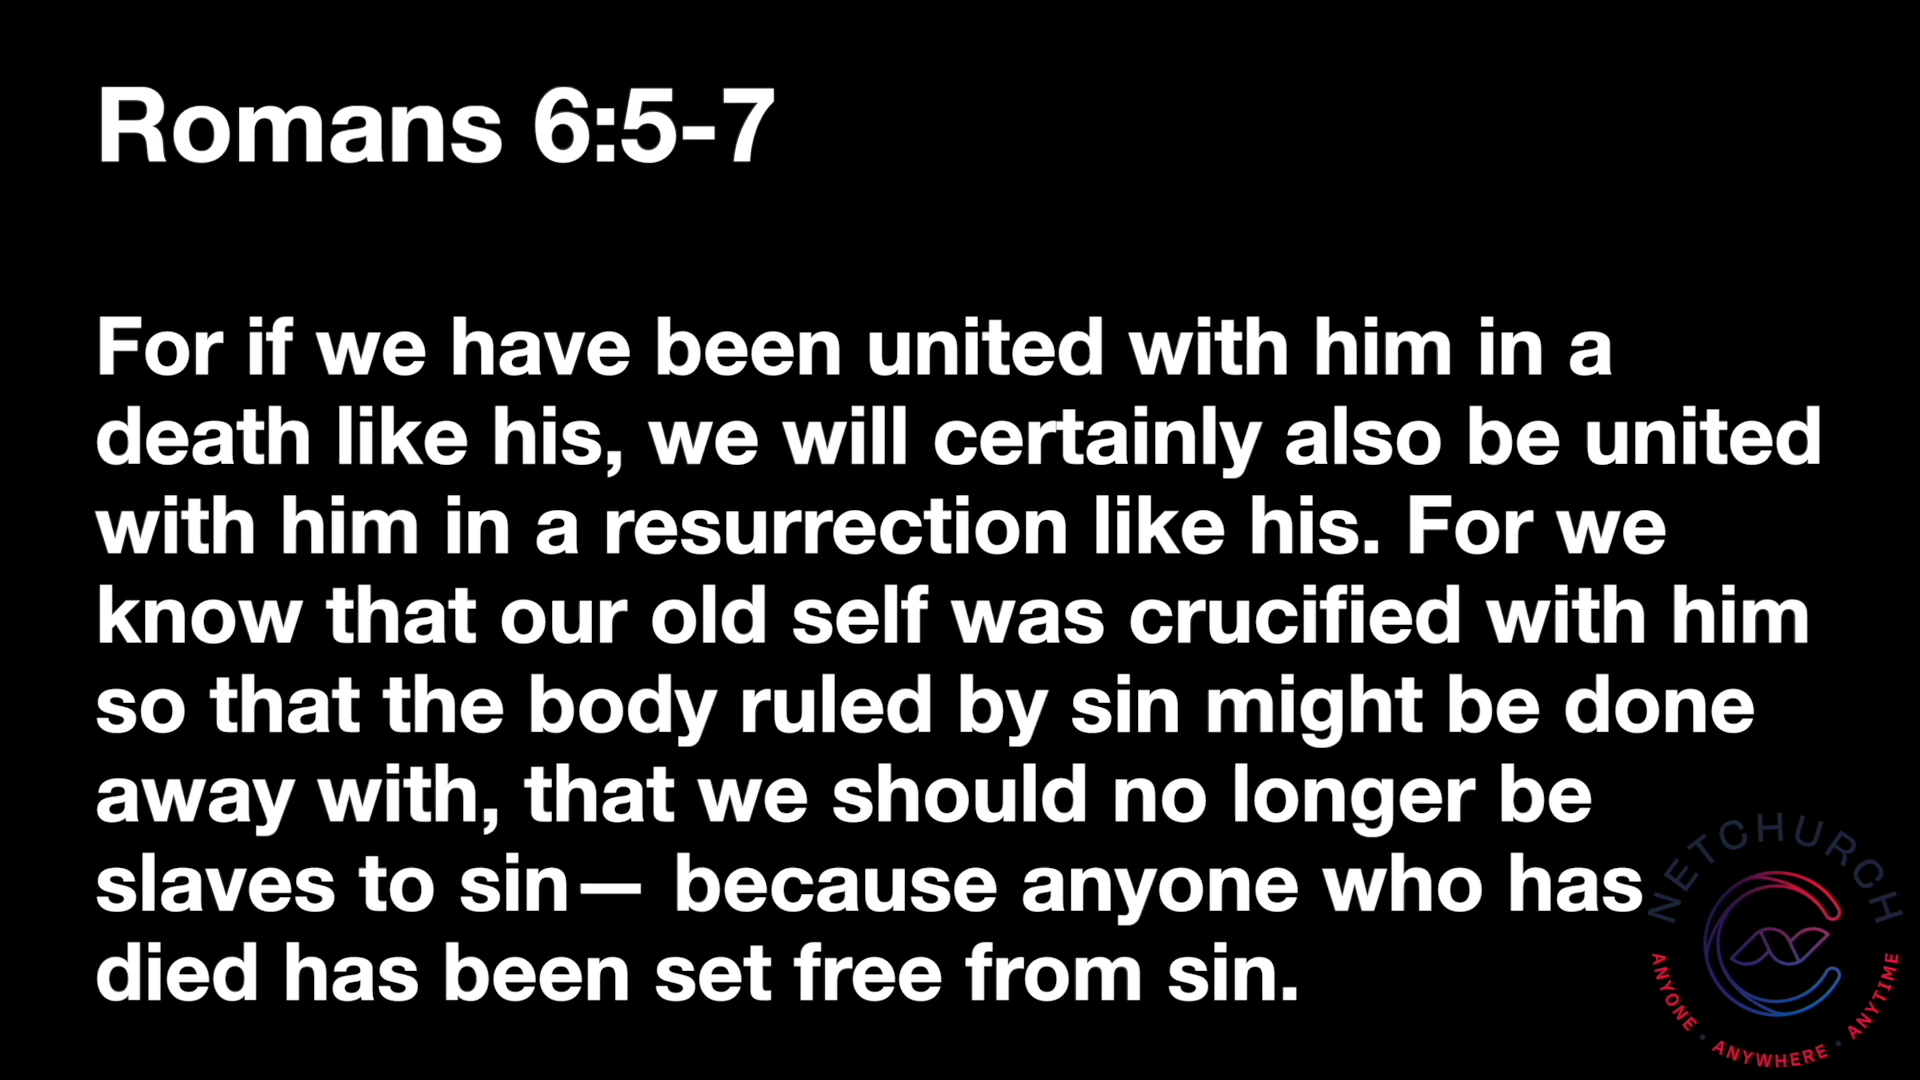 Romans 6:5-7
For if we have been united with him in a
death like his, we will certainly also be united
with him in a resurrection like his. For we
know that our old self was crucified with him
so that the body ruled by sin might be done
away with, that we should no longer be
slaves to sin— because anyone who has
died has been set free from sin.
NETCHURCH
ANYONE · ANYWHERE · ANYTIME